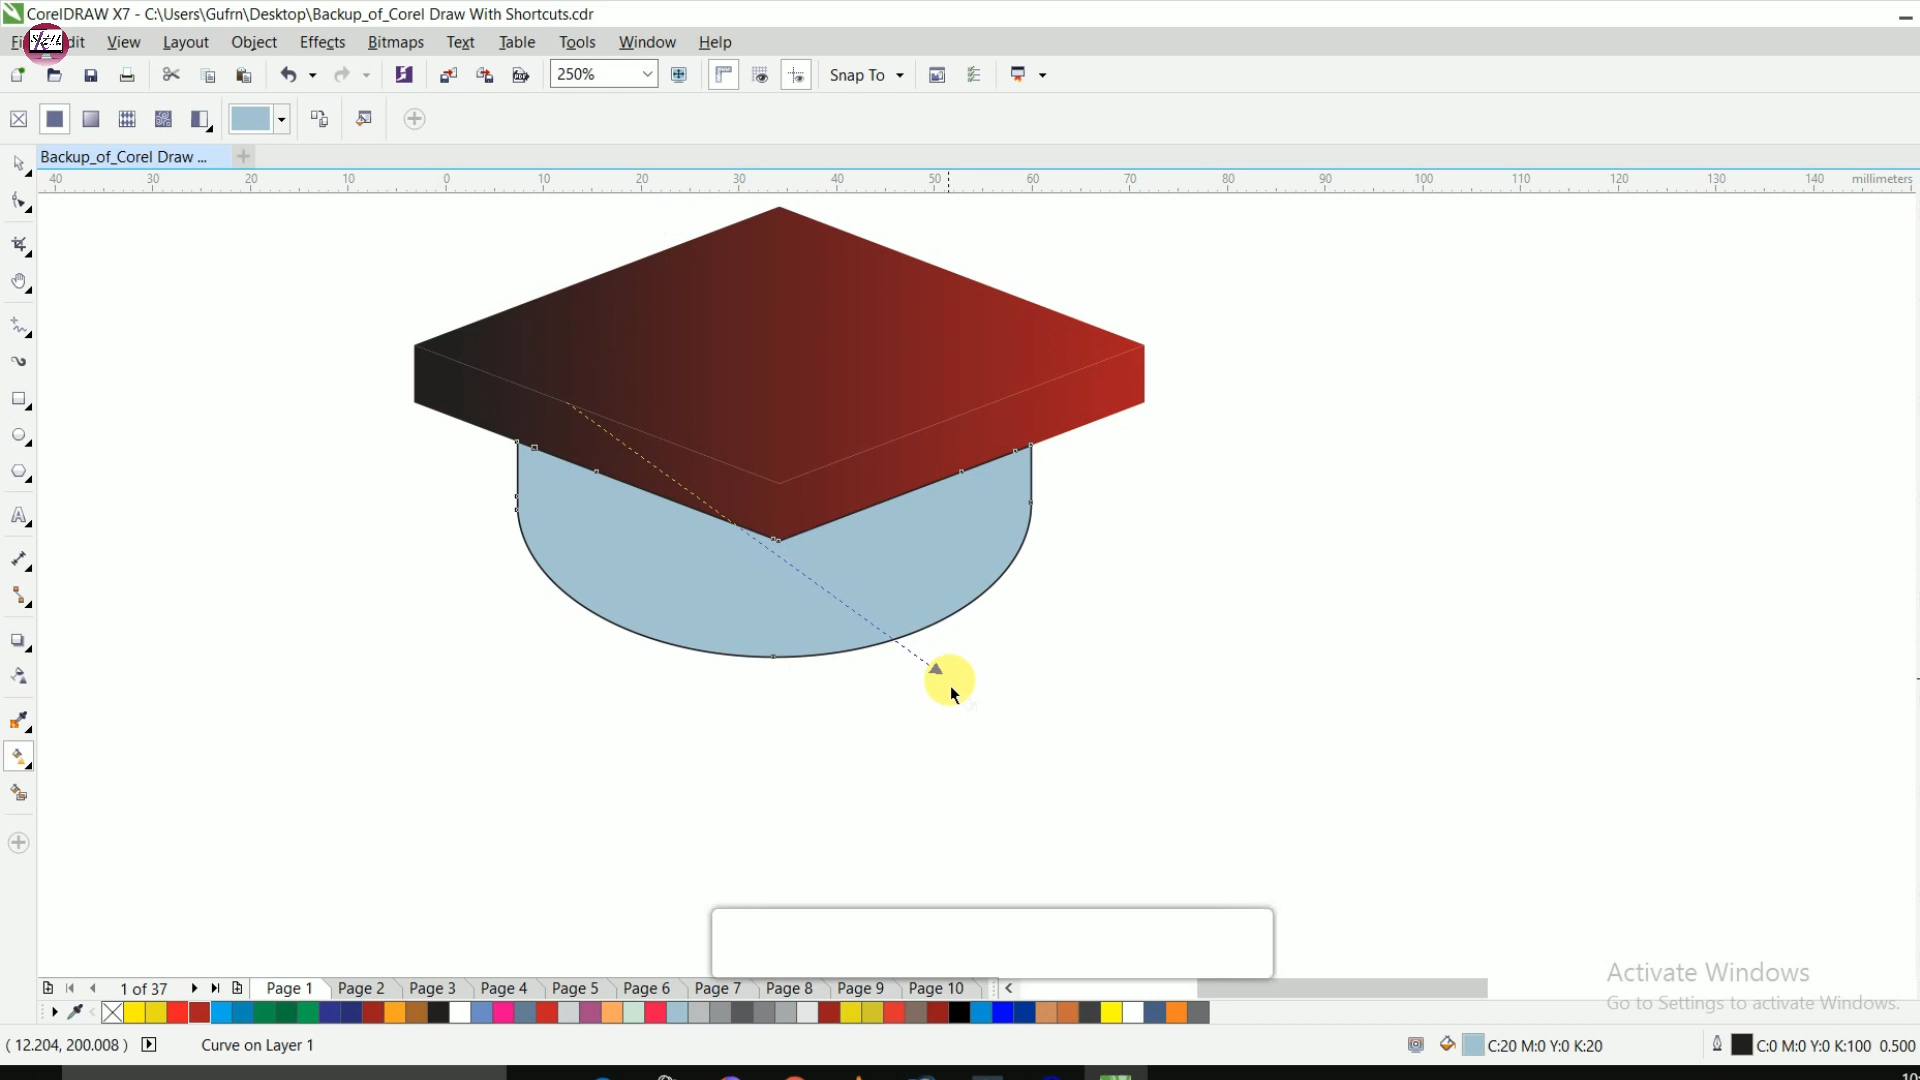 CorelDRAW X7 - C:\Users\Gufrn\Desktop\Backup_of_Corel Draw With Shortcuts.cdr
View Layout Object Effects Bitmaps Text Table Tools Window Help
250% Snap To
Backup_of_Corel Draw ...
40 30 20 10 0 10 20 30 40 50 60 70 80 90 100 110 120 130 140 millimeters
Activate Windows
Go to Settings to activate Windows.
1 of 37 Page 1 Page 2 Page 3 Page 4 Page 5 Page 6 Page 7 Page 8 Page 9 Page 10
( 12.204, 200.008 ) Curve on Layer 1 C:20 M:0 Y:0 K:20 C:0 M:0 Y:0 K:100 0.500